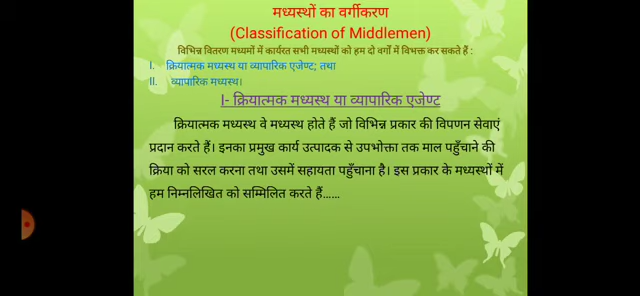 मध्यस्थों का वर्गीकरण
(Classification of Middlemen)
विभिन्न वितरण मध्यमों में कार्यरत सभी मध्यस्थों को हम दो वर्गों में विभक्त कर सकते हैं :
I. क्रियात्मक मध्यस्थ या व्यापारिक एजेण्ट; तथा
II. व्यापारिक मध्यस्थ।
I- क्रियात्मक मध्यस्थ या व्यापारिक एजेण्ट
क्रियात्मक मध्यस्थ वे मध्यस्थ होते हैं जो विभिन्न प्रकार की विपणन सेवाएं
प्रदान करते हैं। इनका प्रमुख कार्य उत्पादक से उपभोक्ता तक माल पहुँचाने की
क्रिया को सरल करना तथा उसमें सहायता पहुँचाना है। इस प्रकार के मध्यस्थों में
हम निम्नलिखित को सम्मिलित करते हैं......